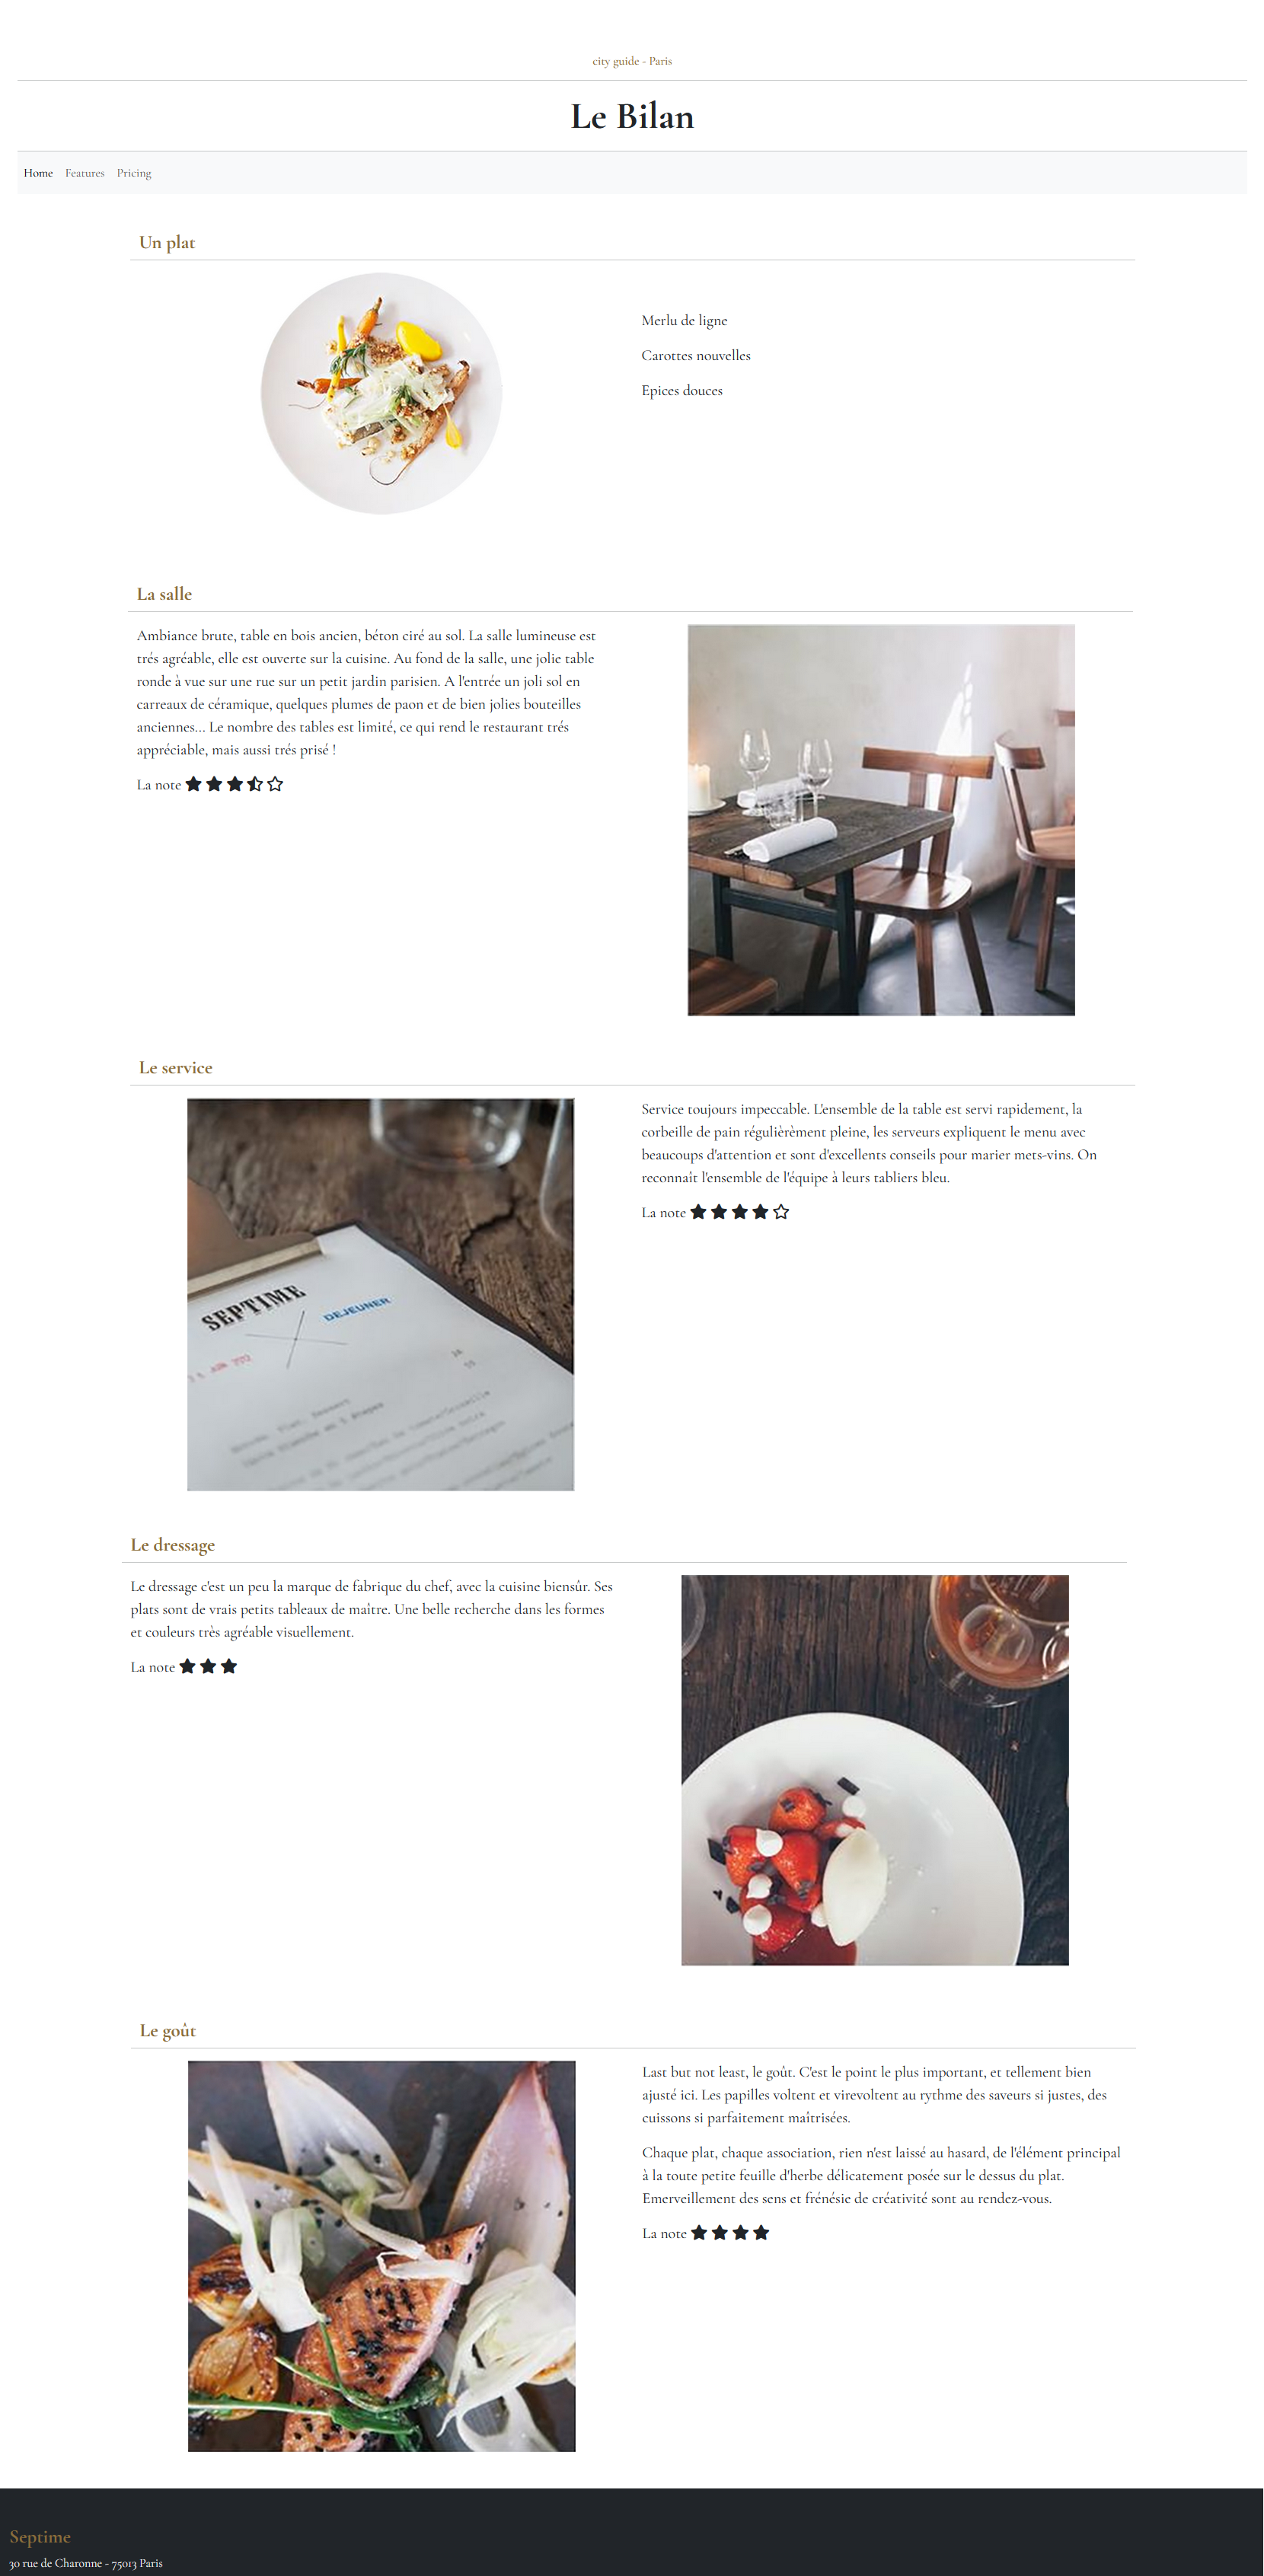 city guide - Paris
Le Bilan
Home Features Pricing
Un plat
Merlu de ligne
Carottes nouvelles
Epices douces
La salle
Ambiance brute, table en bois ancien, béton ciré au sol. La salle lumineuse est
trés agréable, elle est ouverte sur la cuisine. Au fond de la salle, une jolie table
ronde à vue sur une rue sur un petit jardin parisien. A l'entrée un joli sol en
carreaux de céramique, quelques plumes de paon et de bien jolies bouteilles
anciennes... Le nombre des tables est limité, ce qui rend le restaurant trés
appréciable, mais aussi trés prisé !
La note
Le service
SEPTIME
DEJEUNER
Service toujours impeccable. L'ensemble de la table est servi rapidement, la
corbeille de pain régulièrèment pleine, les serveurs expliquent le menu avec
beaucoups d'attention et sont d'excellents conseils pour marier mets-vins. On
reconnaît l'ensemble de l'équipe à leurs tabliers bleu.
La note
Le dressage
Le dressage c'est un peu la marque de fabrique du chef, avec la cuisine biensûr. Ses
plats sont de vrais petits tableaux de maître. Une belle recherche dans les formes
et couleurs très agréable visuellement.
La note
Le goût
Last but not least, le goût. C'est le point le plus important, et tellement bien
ajusté ici. Les papilles voltent et virevoltent au rythme des saveurs si justes, des
cuissons si parfaitement maîtrisées.
Chaque plat, chaque association, rien n'est laissé au hasard, de l'élément principal
à la toute petite feuille d'herbe délicatement posée sur le dessus du plat.
Emerveillement des sens et frénésie de créativité sont au rendez-vous.
La note
Septime
30 rue de Charonne - 75013 Paris